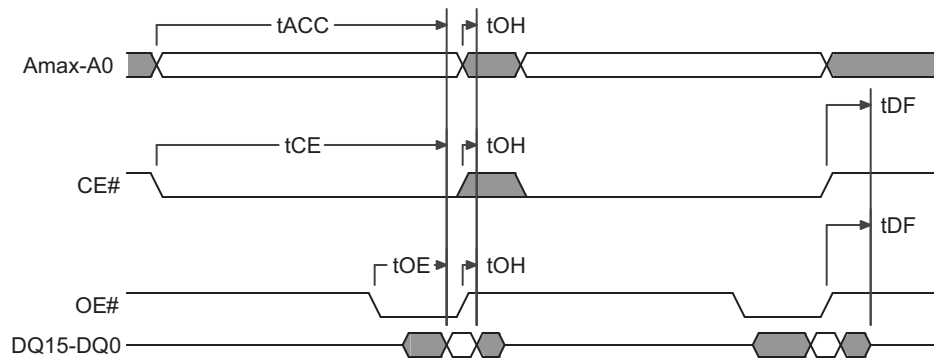 tACC
tOH
Amax-A0
tDF
tCE
tOH
CE#
tDF
tOE
tOH
OE#
DQ15-DQ0